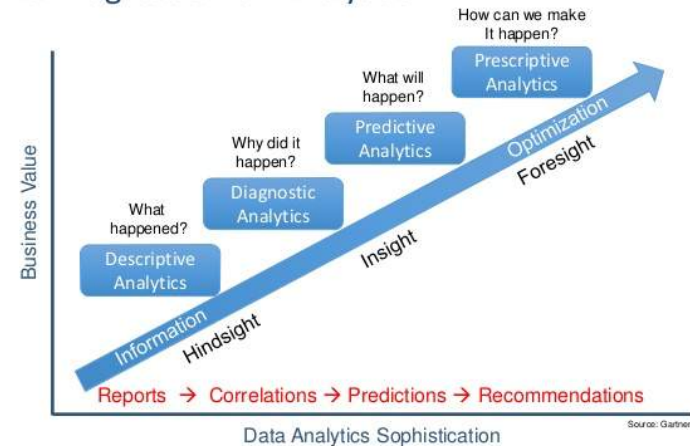 How can we make
It happen?
Prescriptive
Analytics
What will
happen?
Predictive
Analytics
Why did it
happen?
Diagnostic
Analytics
What
happened?
Descriptive
Analytics
Business Value
Information
Optimization
Hindsight
Insight
Foresight
Reports → Correlations → Predictions → Recommendations
Data Analytics Sophistication
Source: Gartner